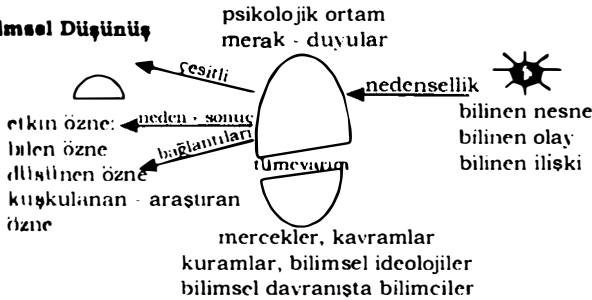 psikolojik ortam
merak - duyular
imsel Düşünüş
çeşitli
nedensellik
neden - sonuç
bağlantıları
etkin özne:
bilen özne
düşünen özne
kuşkulanan - araştıran
özne
bilinen nesne
bilinen olay
bilinen ilişki
tümevarım
mercekler, kavramlar
kuramlar, bilimsel ideolojiler
bilimsel davranışta bilimciler